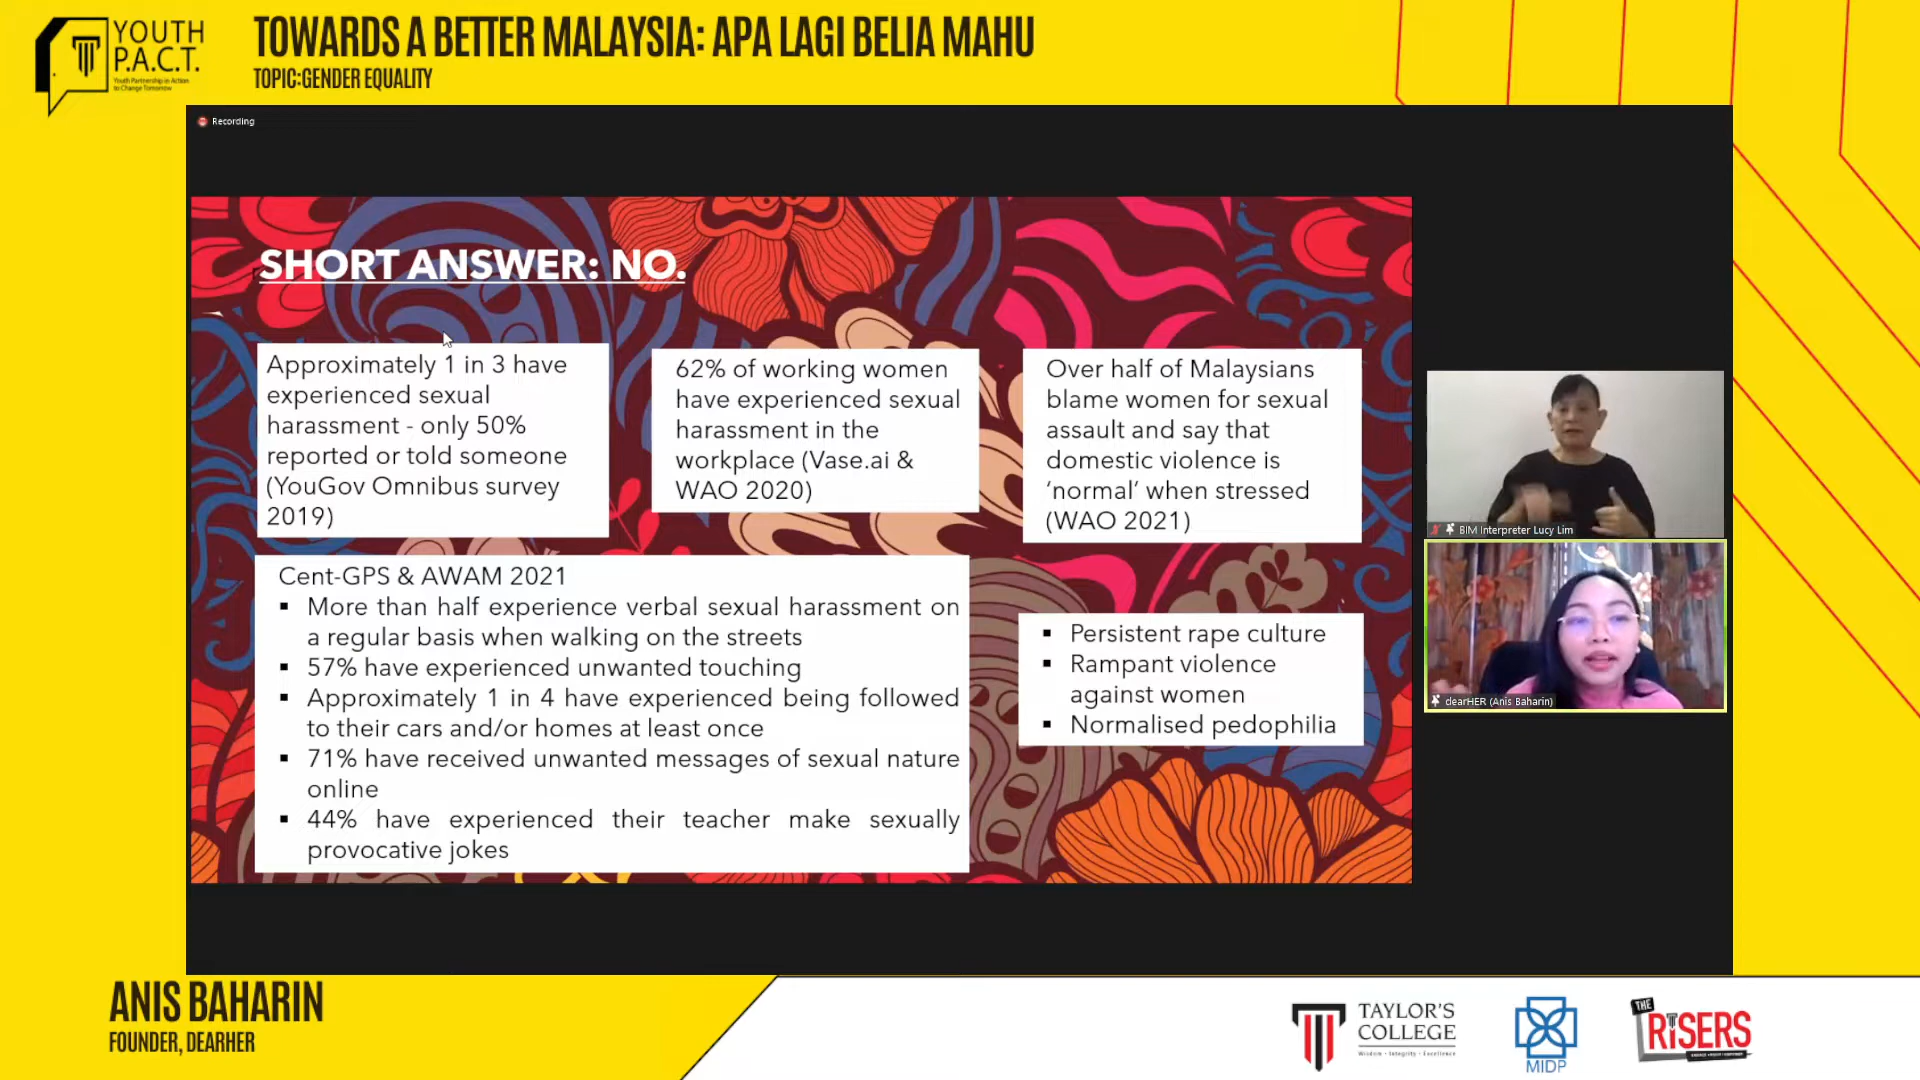 YOUTH
P.A.C.T.
Youth Partnership in Action
to Change Tomorrow
TOWARDS A BETTER MALAYSIA: APA LAGI BELIA MAHU
TOPIC:GENDER EQUALITY
Recording
SHORT ANSWER: NO.
Approximately 1 in 3 have
experienced sexual
harassment - only 50%
reported or told someone
(YouGov Omnibus survey
2019)
62% of working women
have experienced sexual
harassment in the
workplace (Vase.ai &
WAO 2020)
Over half of Malaysians
blame women for sexual
assault and say that
domestic violence is
‘normal’ when stressed
(WAO 2021)
Cent-GPS & AWAM 2021
▪ More than half experience verbal sexual harassment on
a regular basis when walking on the streets
▪ 57% have experienced unwanted touching
▪ Approximately 1 in 4 have experienced being followed
to their cars and/or homes at least once
▪ 71% have received unwanted messages of sexual nature
online
▪ 44% have experienced their teacher make sexually
provocative jokes
▪ Persistent rape culture
▪ Rampant violence
against women
▪ Normalised pedophilia
BIM Interpreter Lucy Lim
dearHER (Anis Baharin)
ANIS BAHARIN
FOUNDER, DEARHER
TAYLOR'S
COLLEGE
Wisdom · Integrity · Excellence
MIDP
THE
RISERS